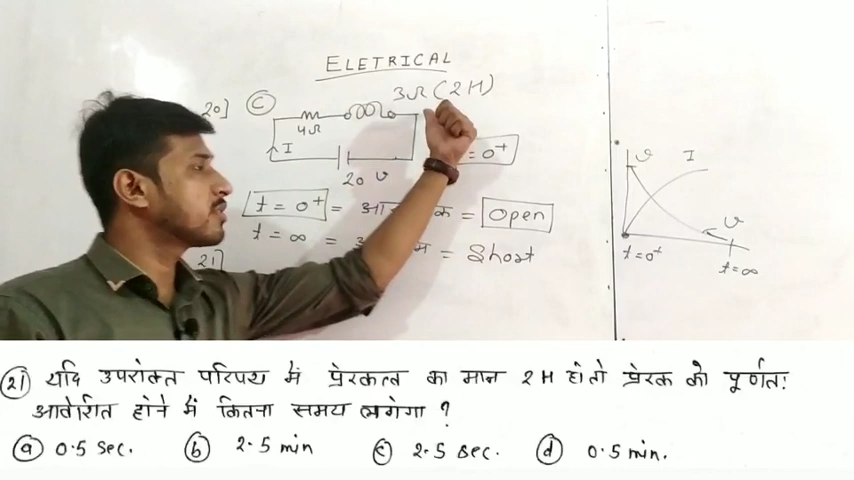 ELETRICAL
20] C 3Ω (2H)
4Ω
I
= 0⁺
20 v
t = 0⁺ = = Open
t = ∞ = = Short
21]
v I
v
t = 0⁺
t = ∞
21 यदि उपरोक्त परिपथ में प्रेरकत्व का मान 2 H हो तो प्रेरक को पूर्णतः
आवेशित होने में कितना समय लगेगा ?
a 0.5 Sec. b 2.5 min c 2.5 sec. d 0.5 min.